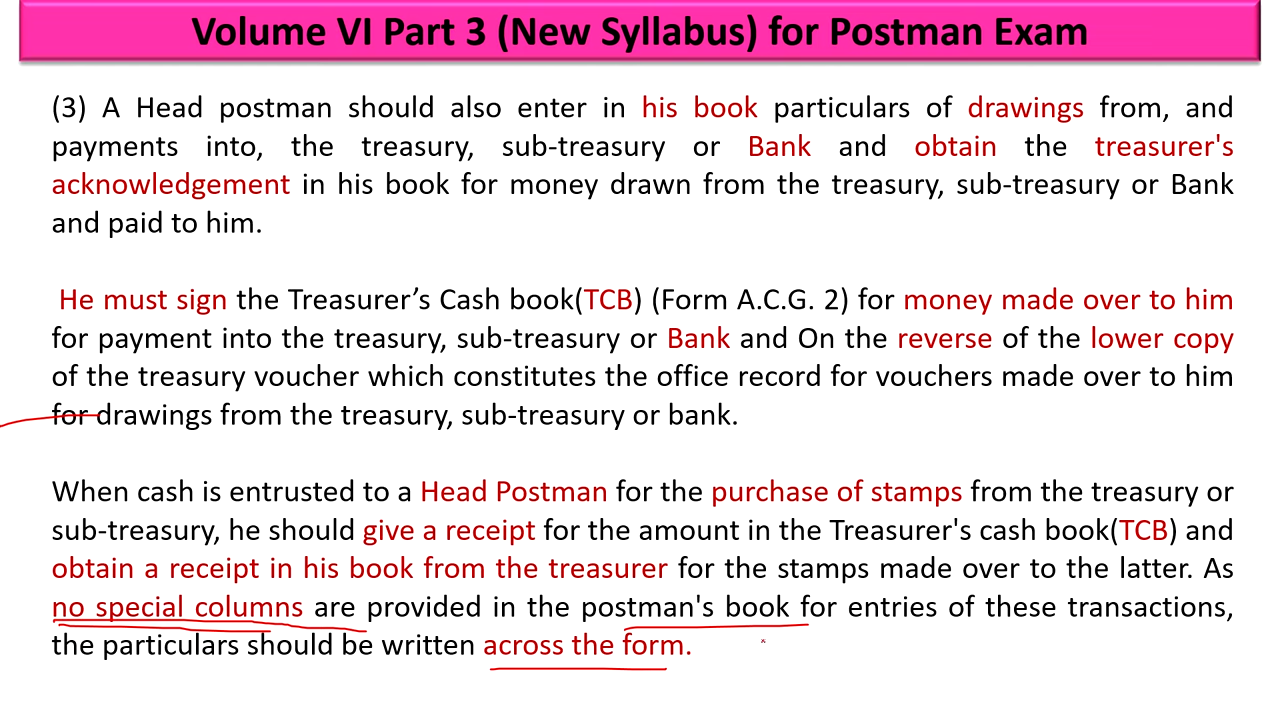 Volume VI Part 3 (New Syllabus) for Postman Exam
(3) A Head postman should also enter in his book particulars of drawings from, and
payments into, the treasury, sub-treasury or Bank and obtain the treasurer's
acknowledgement in his book for money drawn from the treasury, sub-treasury or Bank
and paid to him.
He must sign the Treasurer’s Cash book(TCB) (Form A.C.G. 2) for money made over to him
for payment into the treasury, sub-treasury or Bank and On the reverse of the lower copy
of the treasury voucher which constitutes the office record for vouchers made over to him
for drawings from the treasury, sub-treasury or bank.
When cash is entrusted to a Head Postman for the purchase of stamps from the treasury or
sub-treasury, he should give a receipt for the amount in the Treasurer's cash book(TCB) and
obtain a receipt in his book from the treasurer for the stamps made over to the latter. As
no special columns are provided in the postman's book for entries of these transactions,
the particulars should be written across the form.